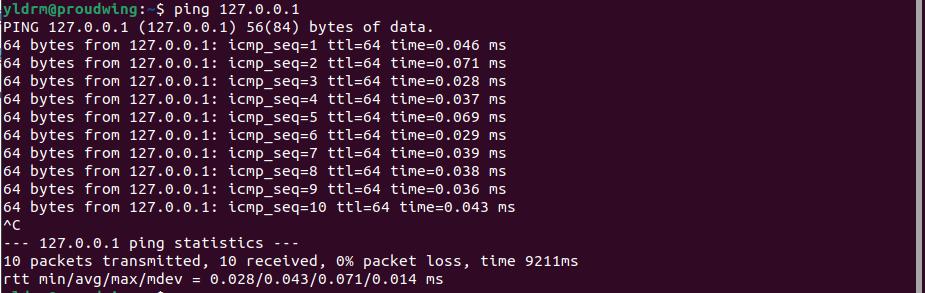 yldrm@proudwing:~$ ping 127.0.0.1
PING 127.0.0.1 (127.0.0.1) 56(84) bytes of data.
64 bytes from 127.0.0.1: icmp_seq=1 ttl=64 time=0.046 ms
64 bytes from 127.0.0.1: icmp_seq=2 ttl=64 time=0.071 ms
64 bytes from 127.0.0.1: icmp_seq=3 ttl=64 time=0.028 ms
64 bytes from 127.0.0.1: icmp_seq=4 ttl=64 time=0.037 ms
64 bytes from 127.0.0.1: icmp_seq=5 ttl=64 time=0.069 ms
64 bytes from 127.0.0.1: icmp_seq=6 ttl=64 time=0.029 ms
64 bytes from 127.0.0.1: icmp_seq=7 ttl=64 time=0.039 ms
64 bytes from 127.0.0.1: icmp_seq=8 ttl=64 time=0.038 ms
64 bytes from 127.0.0.1: icmp_seq=9 ttl=64 time=0.036 ms
64 bytes from 127.0.0.1: icmp_seq=10 ttl=64 time=0.043 ms
^C
--- 127.0.0.1 ping statistics ---
10 packets transmitted, 10 received, 0% packet loss, time 9211ms
rtt min/avg/max/mdev = 0.028/0.043/0.071/0.014 ms